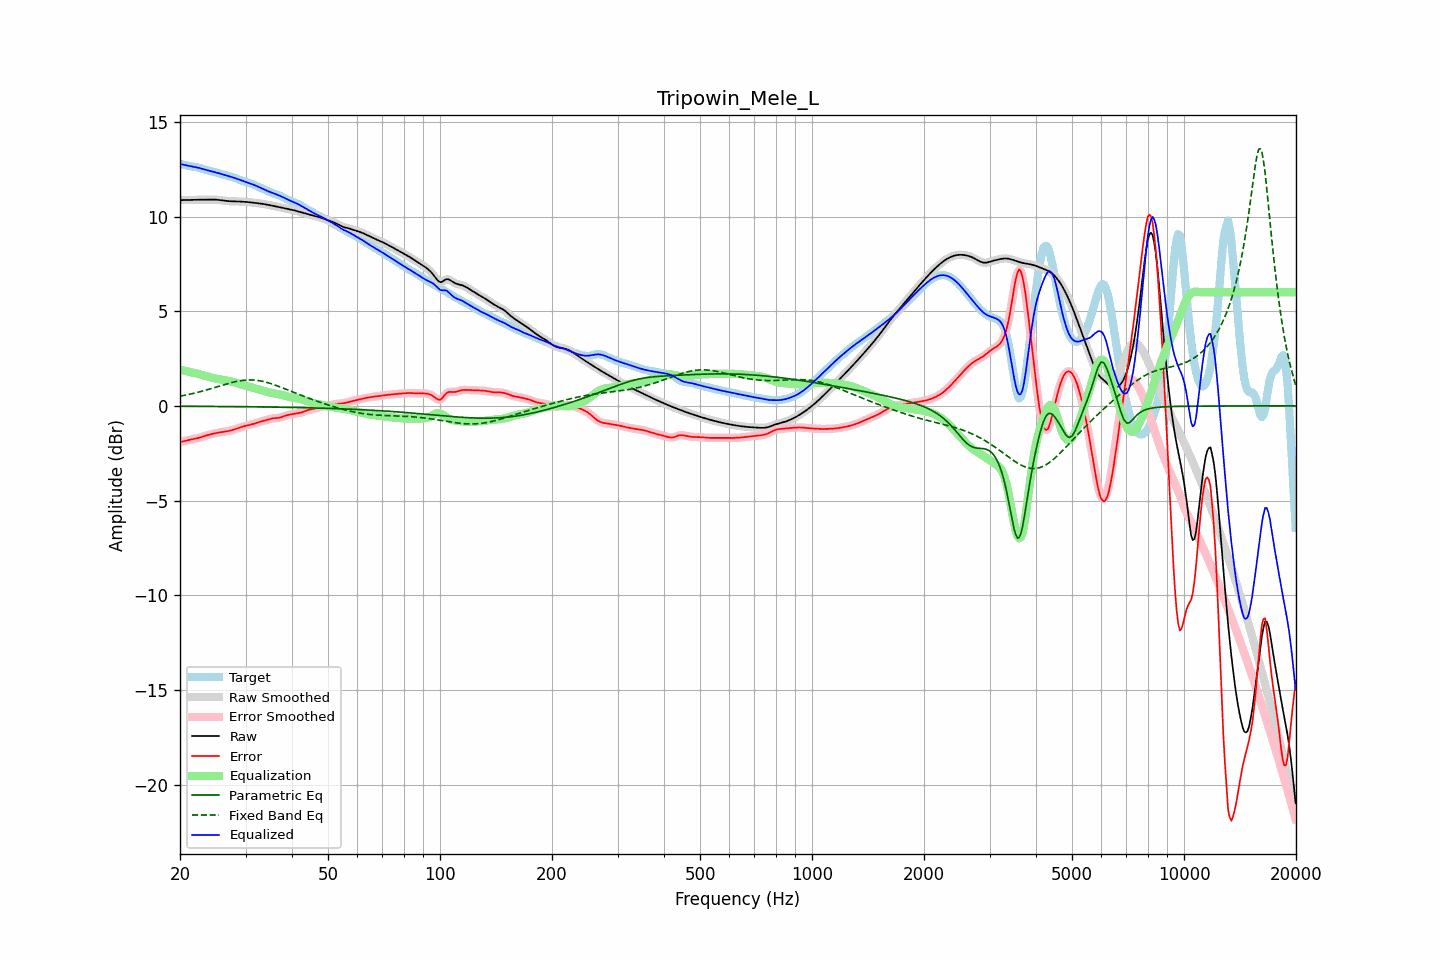 Tripowin_Mele_L
15
10
5
0
−5
−10
−15
−20
Amplitude (dBr)
Target
Raw Smoothed
Error Smoothed
Raw
Error
Equalization
Parametric Eq
Fixed Band Eq
Equalized
20 50 100 200 500 1000 2000 5000 10000 20000
Frequency (Hz)